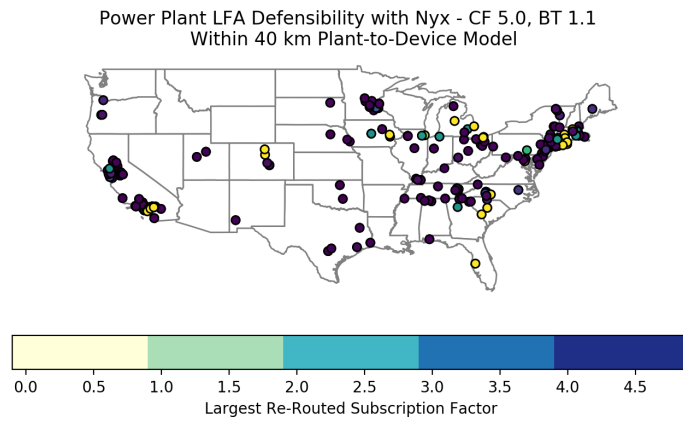 Power Plant LFA Defensibility with Nyx - CF 5.0, BT 1.1
Within 40 km Plant-to-Device Model
0.0 0.5 1.0 1.5 2.0 2.5 3.0 3.5 4.0 4.5
Largest Re-Routed Subscription Factor